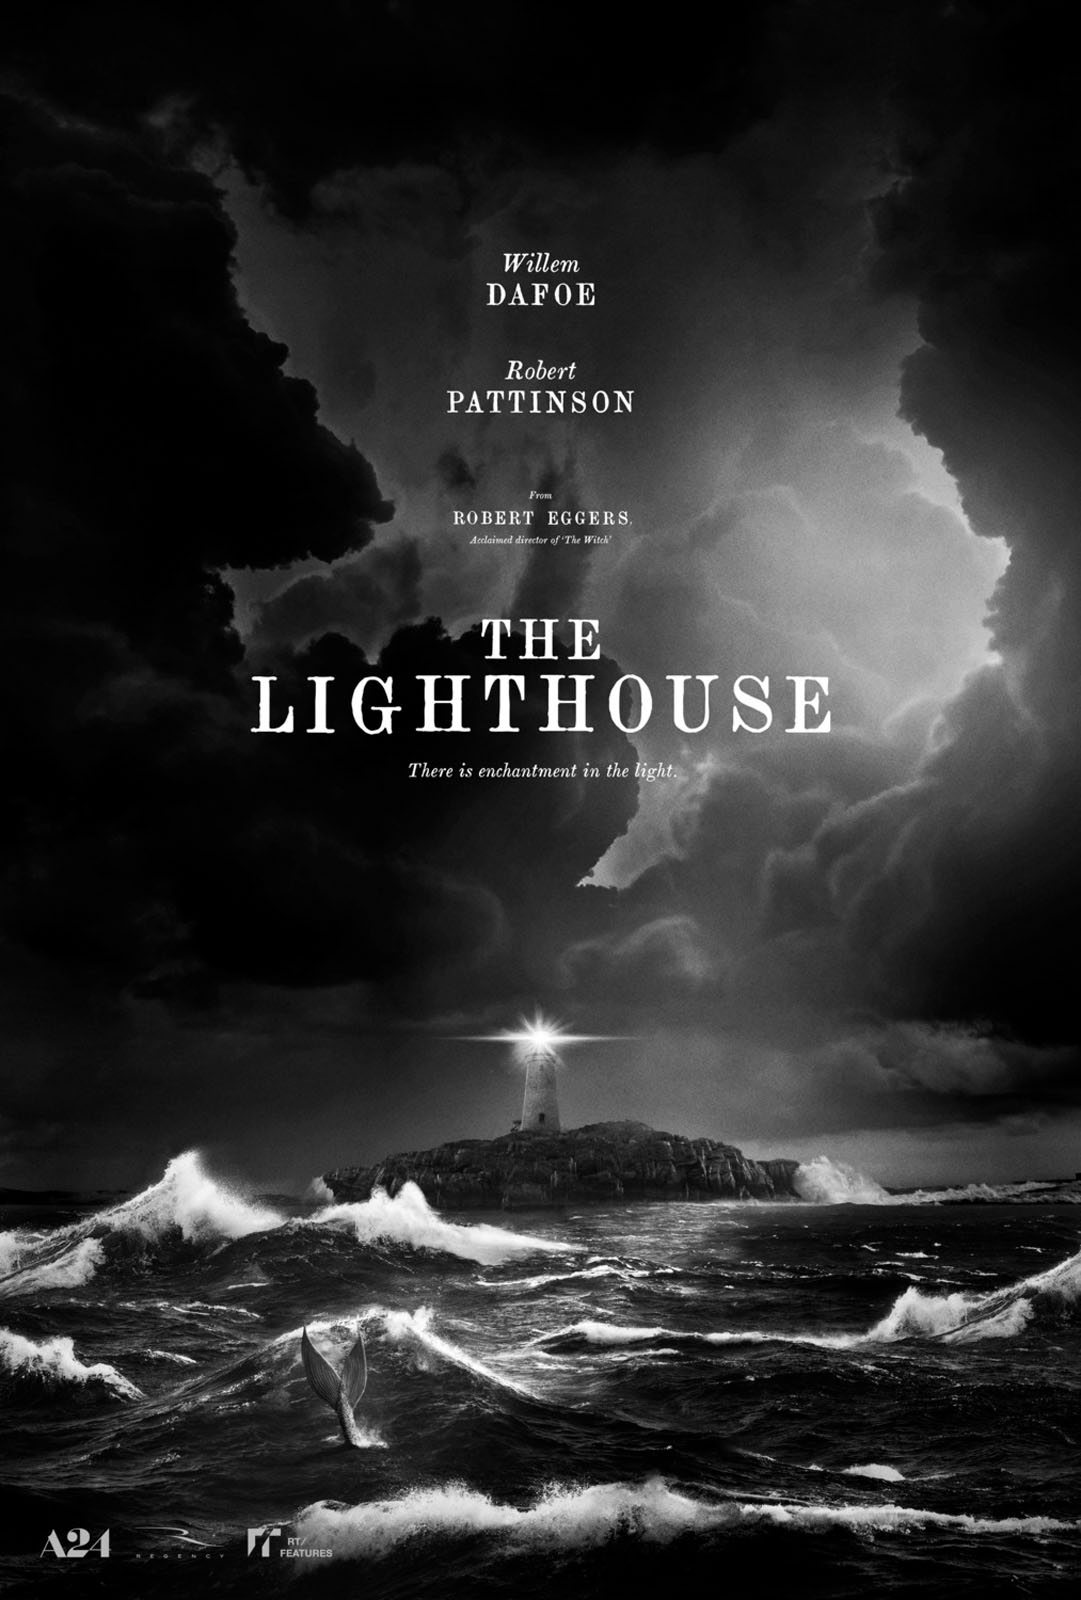 Willem
DAFOE
Robert
PATTINSON
From
ROBERT EGGERS,
Acclaimed director of 'The Witch'
THE
LIGHTHOUSE
There is enchantment in the light.
A24
REGENCY
RT/
FEATURES